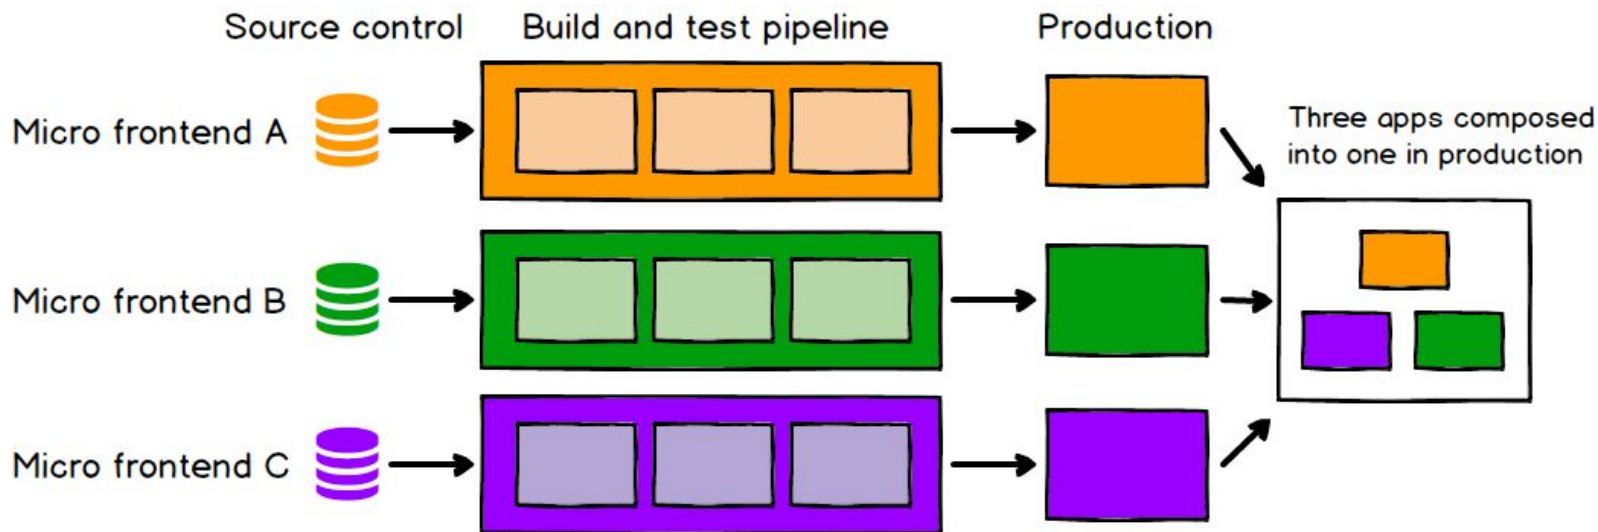 Source control
Build and test pipeline
Production
Micro frontend A
Three apps composed
into one in production
Micro frontend B
Micro frontend C